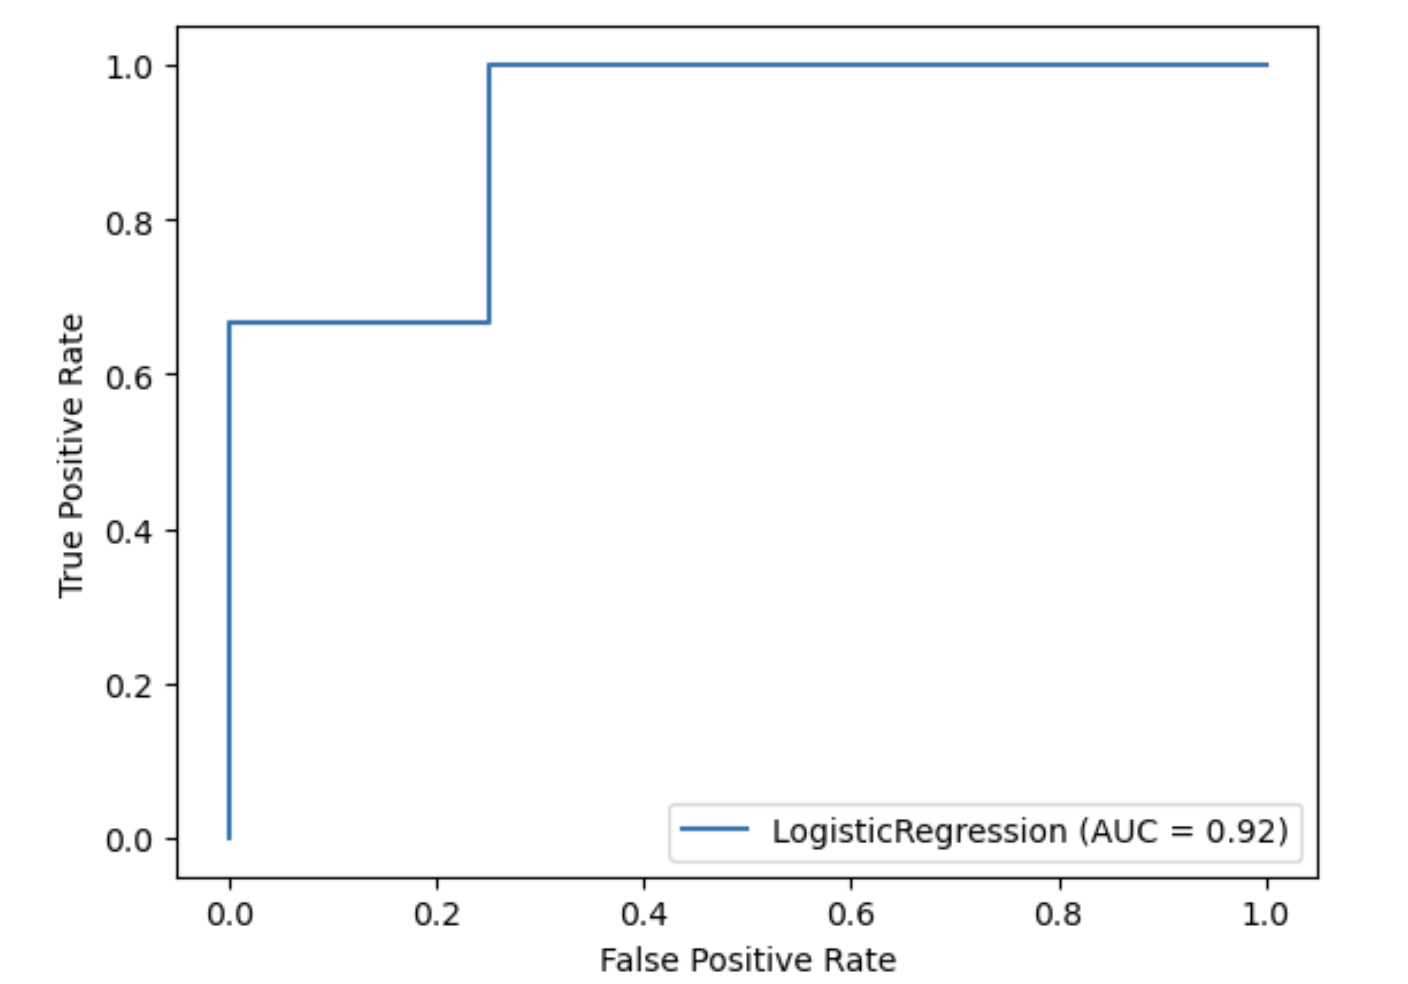 1.0
0.8
0.6
0.4
0.2
0.0
True Positive Rate
LogisticRegression (AUC = 0.92)
0.0 0.2 0.4 0.6 0.8 1.0
False Positive Rate